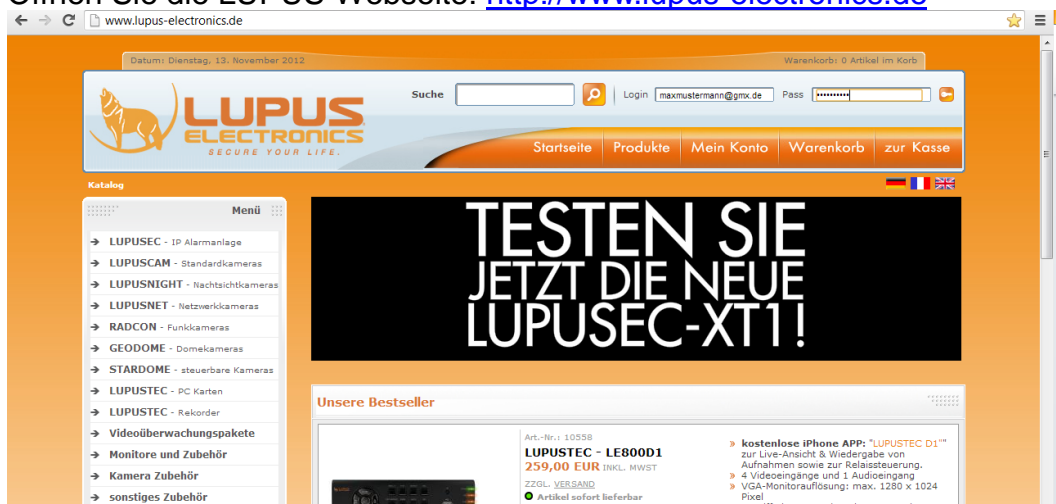 Öffnen Sie die LUPUS Webseite: http://www.lupus-electronics.de
www.lupus-electronics.de
Datum: Dienstag, 13. November 2012
Warenkorb: 0 Artikel im Korb
LUPUS
ELECTRONICS
SECURE YOUR LIFE.
Suche
Login maxmustermann@gmx.de Pass ••••••••••
Startseite Produkte Mein Konto Warenkorb zur Kasse
Katalog
Menü
LUPUSEC - IP Alarmanlage
LUPUSCAM - Standardkameras
LUPUSNIGHT - Nachtsichtkameras
LUPUSNET - Netzwerkkameras
RADCON - Funkkameras
GEODOME - Domekameras
STARDOME - steuerbare Kameras
LUPUSTEC - PC Karten
LUPUSTEC - Rekorder
Videoüberwachungspakete
Monitore und Zubehör
Kamera Zubehör
sonstiges Zubehör
TESTEN SIE
JETZT DIE NEUE
LUPUSEC-XT1!
Unsere Bestseller
Art.-Nr.: 10558
LUPUSTEC - LE800D1
259,00 EUR INKL. MWST
ZZGL. VERSAND
Artikel sofort lieferbar
» kostenlose iPhone APP: "LUPUSTEC D1""
zur Live-Ansicht & Wiedergabe von
Aufnahmen sowie zur Relaissteuerung.
» 4 Videoeingänge und 1 Audioeingang
» VGA-Monitorauflösung: max. 1280 x 1024
Pixel